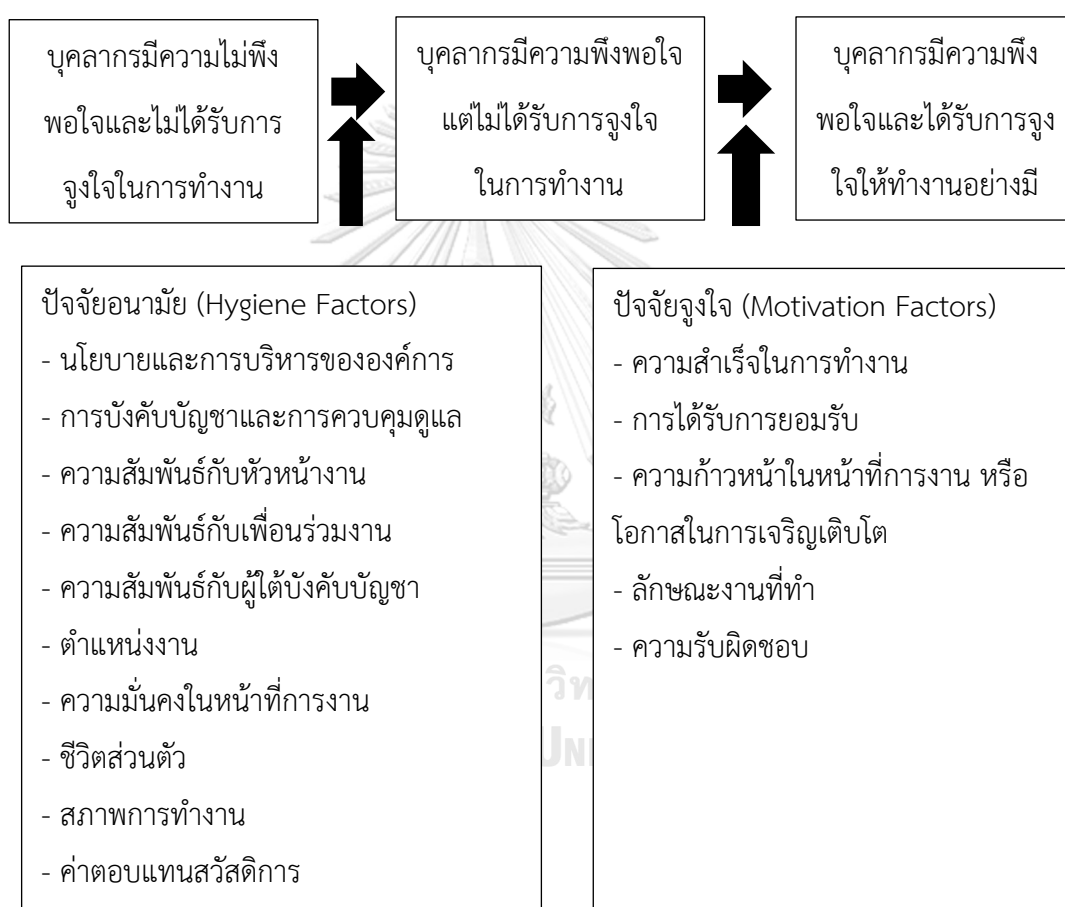 บุคลากรมีความไม่พึง
พอใจและไม่ได้รับการ
จูงใจในการทำงาน
บุคลากรมีความพึงพอใจ
แต่ไม่ได้รับการจูงใจ
ในการทำงาน
บุคลากรมีความพึง
พอใจและได้รับการจูง
ใจให้ทำงานอย่างมี
ปัจจัยอนามัย (Hygiene Factors)
- นโยบายและการบริหารขององค์การ
- การบังคับบัญชาและการควบคุมดูแล
- ความสัมพันธ์กับหัวหน้างาน
- ความสัมพันธ์กับเพื่อนร่วมงาน
- ความสัมพันธ์กับผู้ใต้บังคับบัญชา
- ตำแหน่งงาน
- ความมั่นคงในหน้าที่การงาน
- ชีวิตส่วนตัว
- สภาพการทำงาน
- ค่าตอบแทนสวัสดิการ
ปัจจัยจูงใจ (Motivation Factors)
- ความสำเร็จในการทำงาน
- การได้รับการยอมรับ
- ความก้าวหน้าในหน้าที่การงาน หรือ
โอกาสในการเจริญเติบโต
- ลักษณะงานที่ทำ
- ความรับผิดชอบ